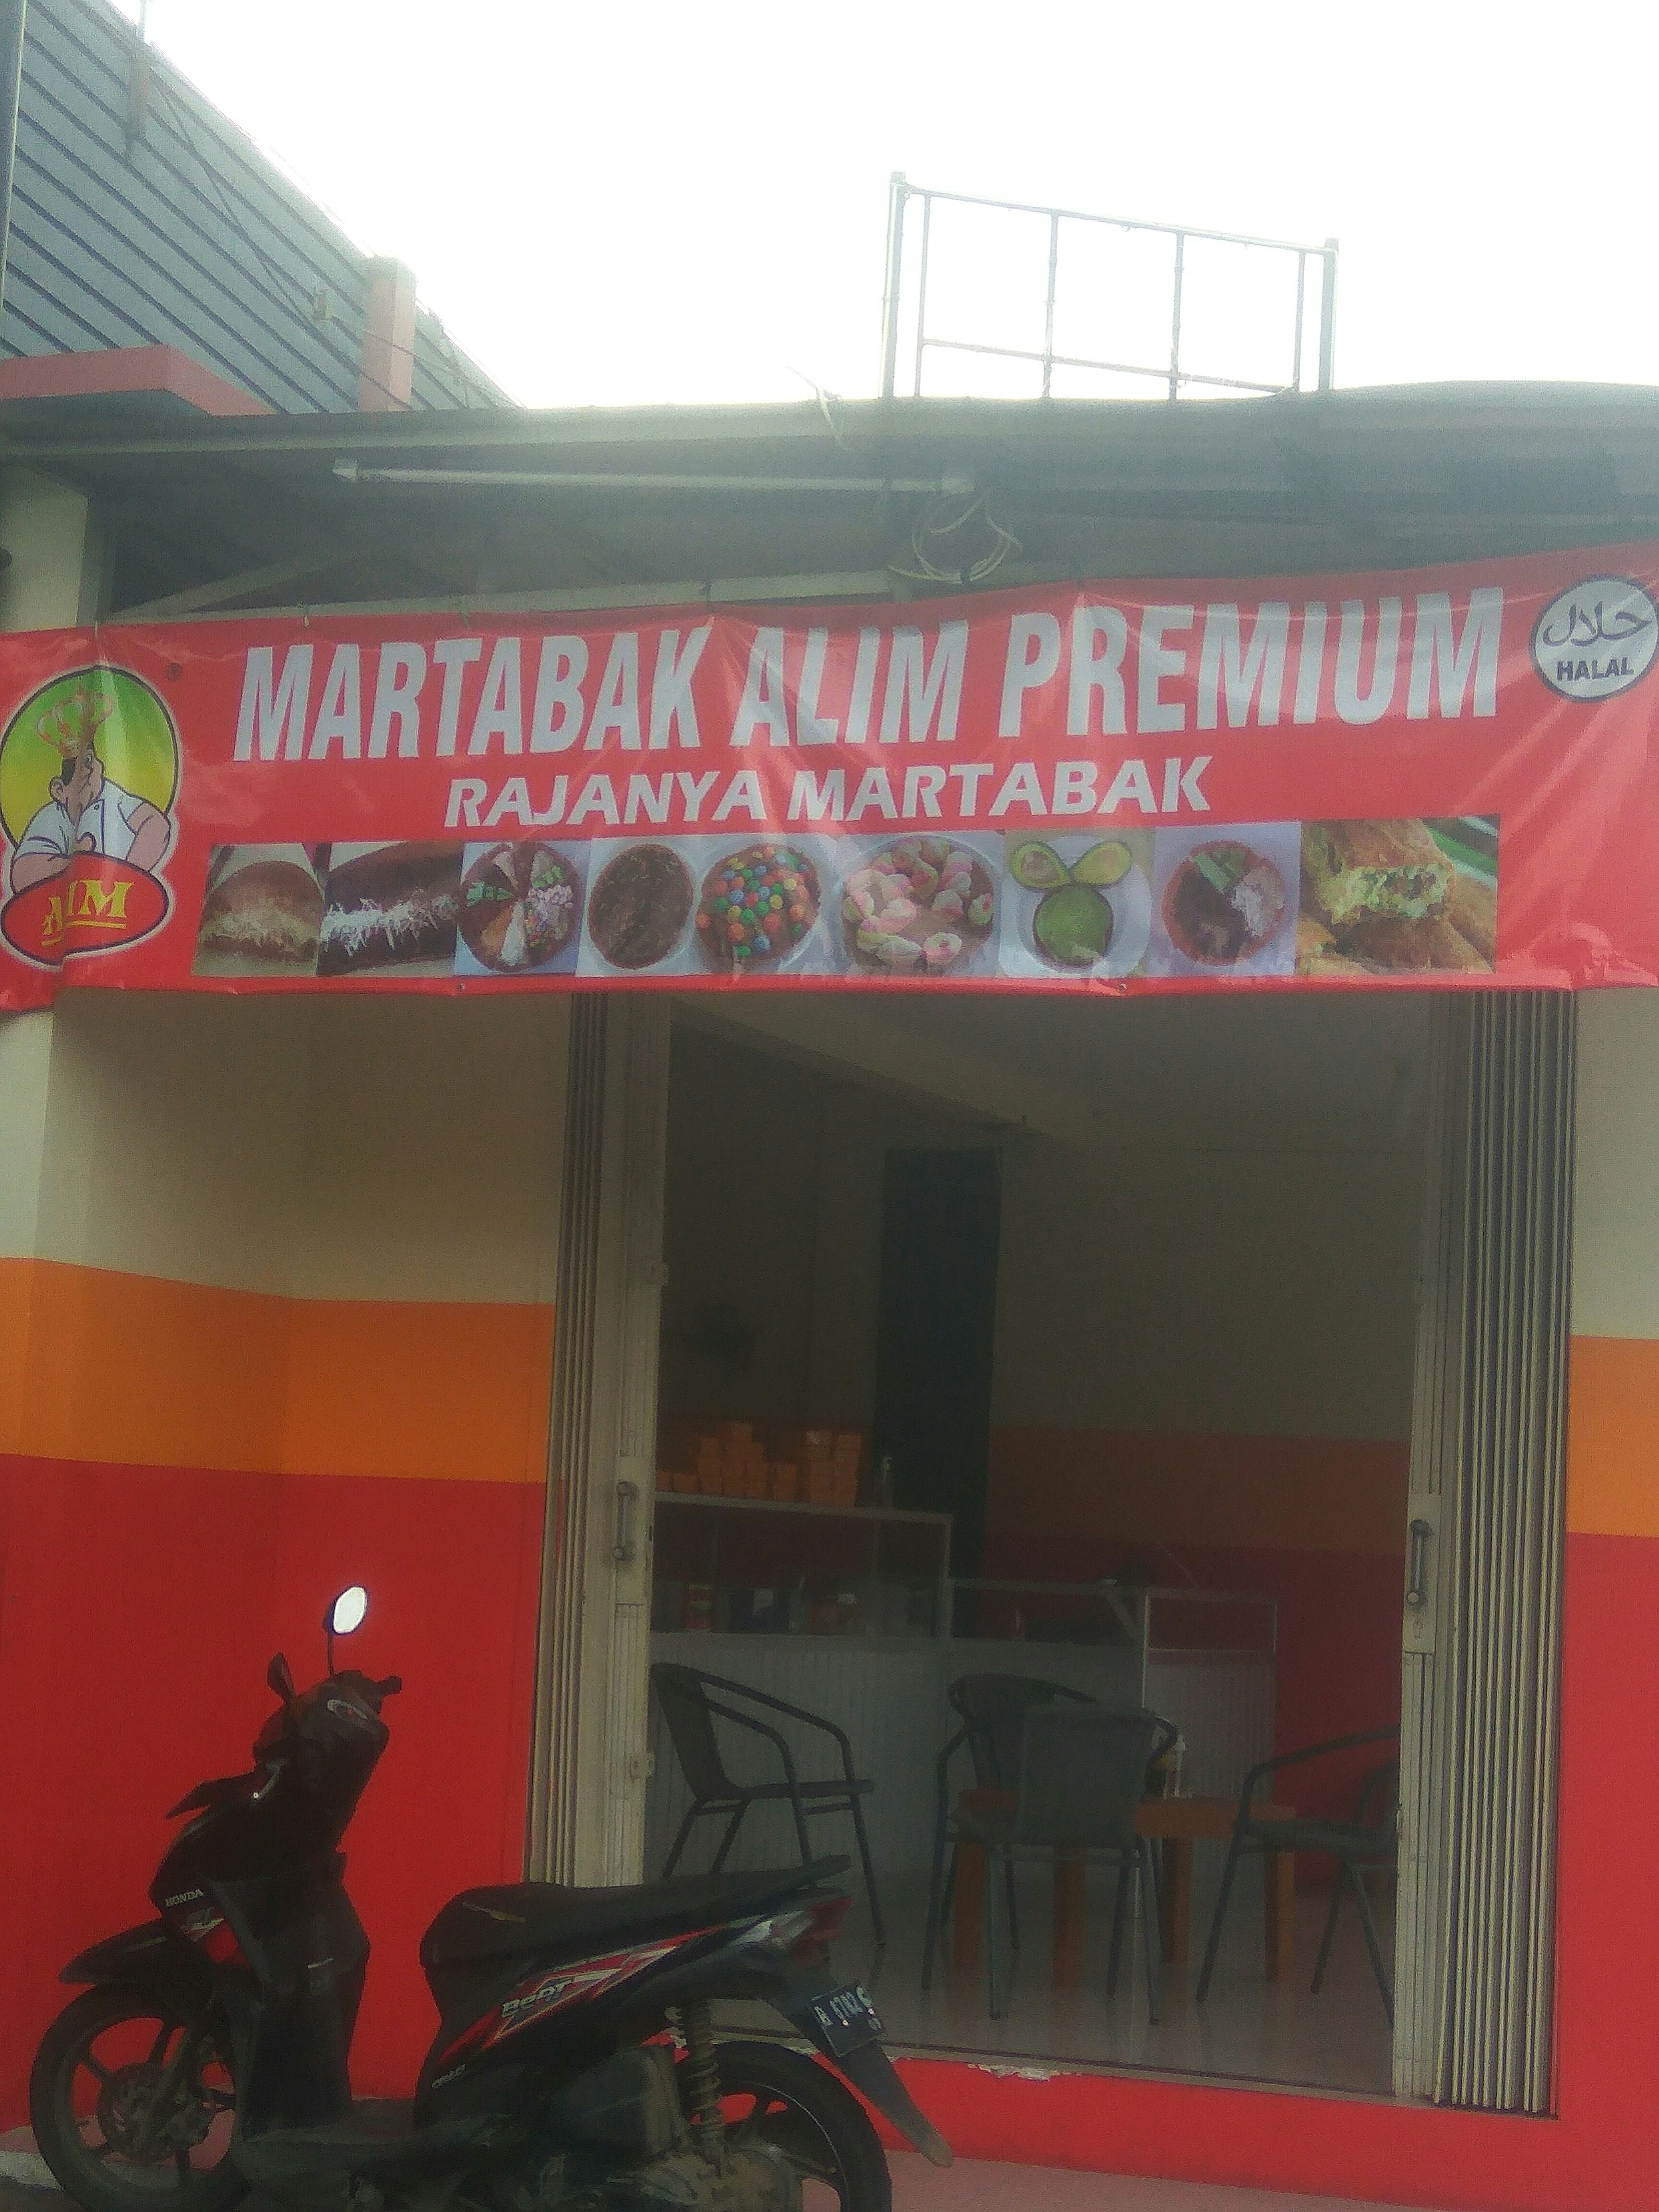 MARTABAK ALIM PREMIUM
RAJANYA MARTABAK
حلال
HALAL
ALIM
HONDA
BeAT